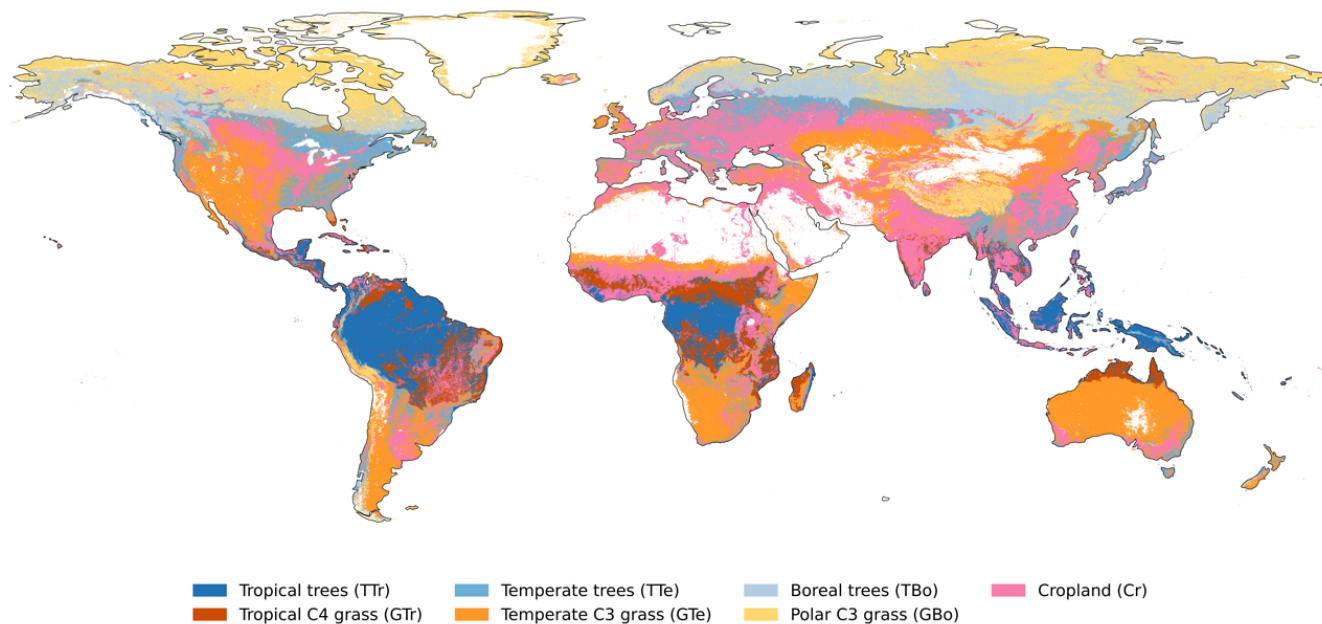 Tropical trees (TTr) Temperate trees (TTe) Boreal trees (TBo) Cropland (Cr)
Tropical C4 grass (GTr) Temperate C3 grass (GTe) Polar C3 grass (GBo)